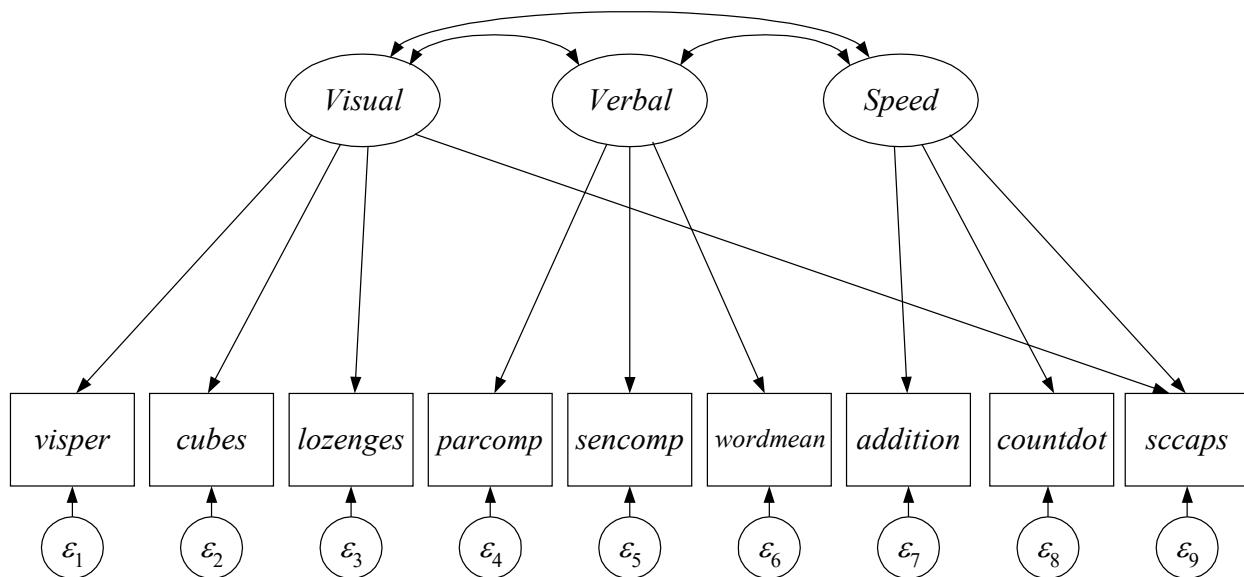 Visual Verbal Speed
visper cubes lozenges parcomp sencomp wordmean addition countdot sccaps
ε1 ε2 ε3 ε4 ε5 ε6 ε7 ε8 ε9